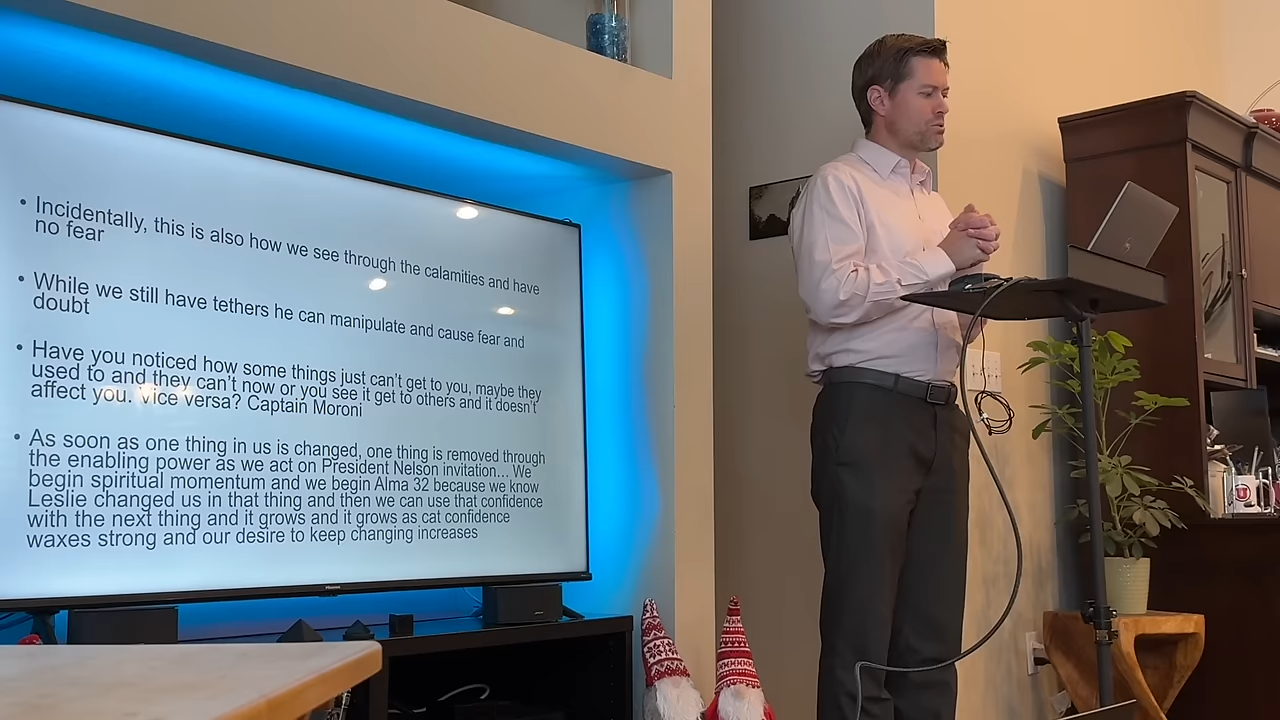 • Incidentally, this is also how we see through the calamities and have
no fear
• While we still have tethers he can manipulate and cause fear and
doubt
• Have you noticed how some things just can't get to you, maybe they
used to and they can't now or you see it get to others and it doesn't
affect you. Vice versa? Captain Moroni
• As soon as one thing in us is changed, one thing is removed through
the enabling power as we act on President Nelson invitation... We
begin spiritual momentum and we begin Alma 32 because we know
Leslie changed us in that thing and then we can use that confidence
with the next thing and it grows and it grows as cat confidence
waxes strong and our desire to keep changing increases
Hisense
hp
U